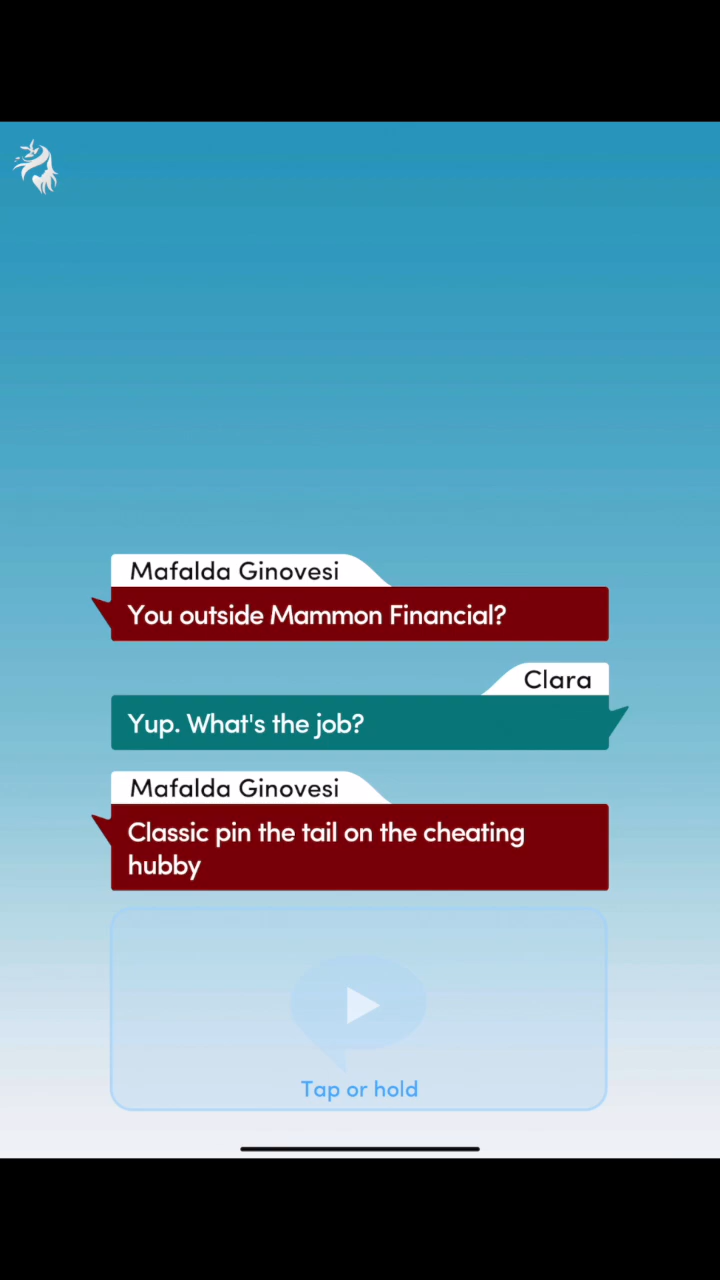 Mafalda Ginovesi
You outside Mammon Financial?
Clara
Yup. What's the job?
Mafalda Ginovesi
Classic pin the tail on the cheating
hubby
Tap or hold